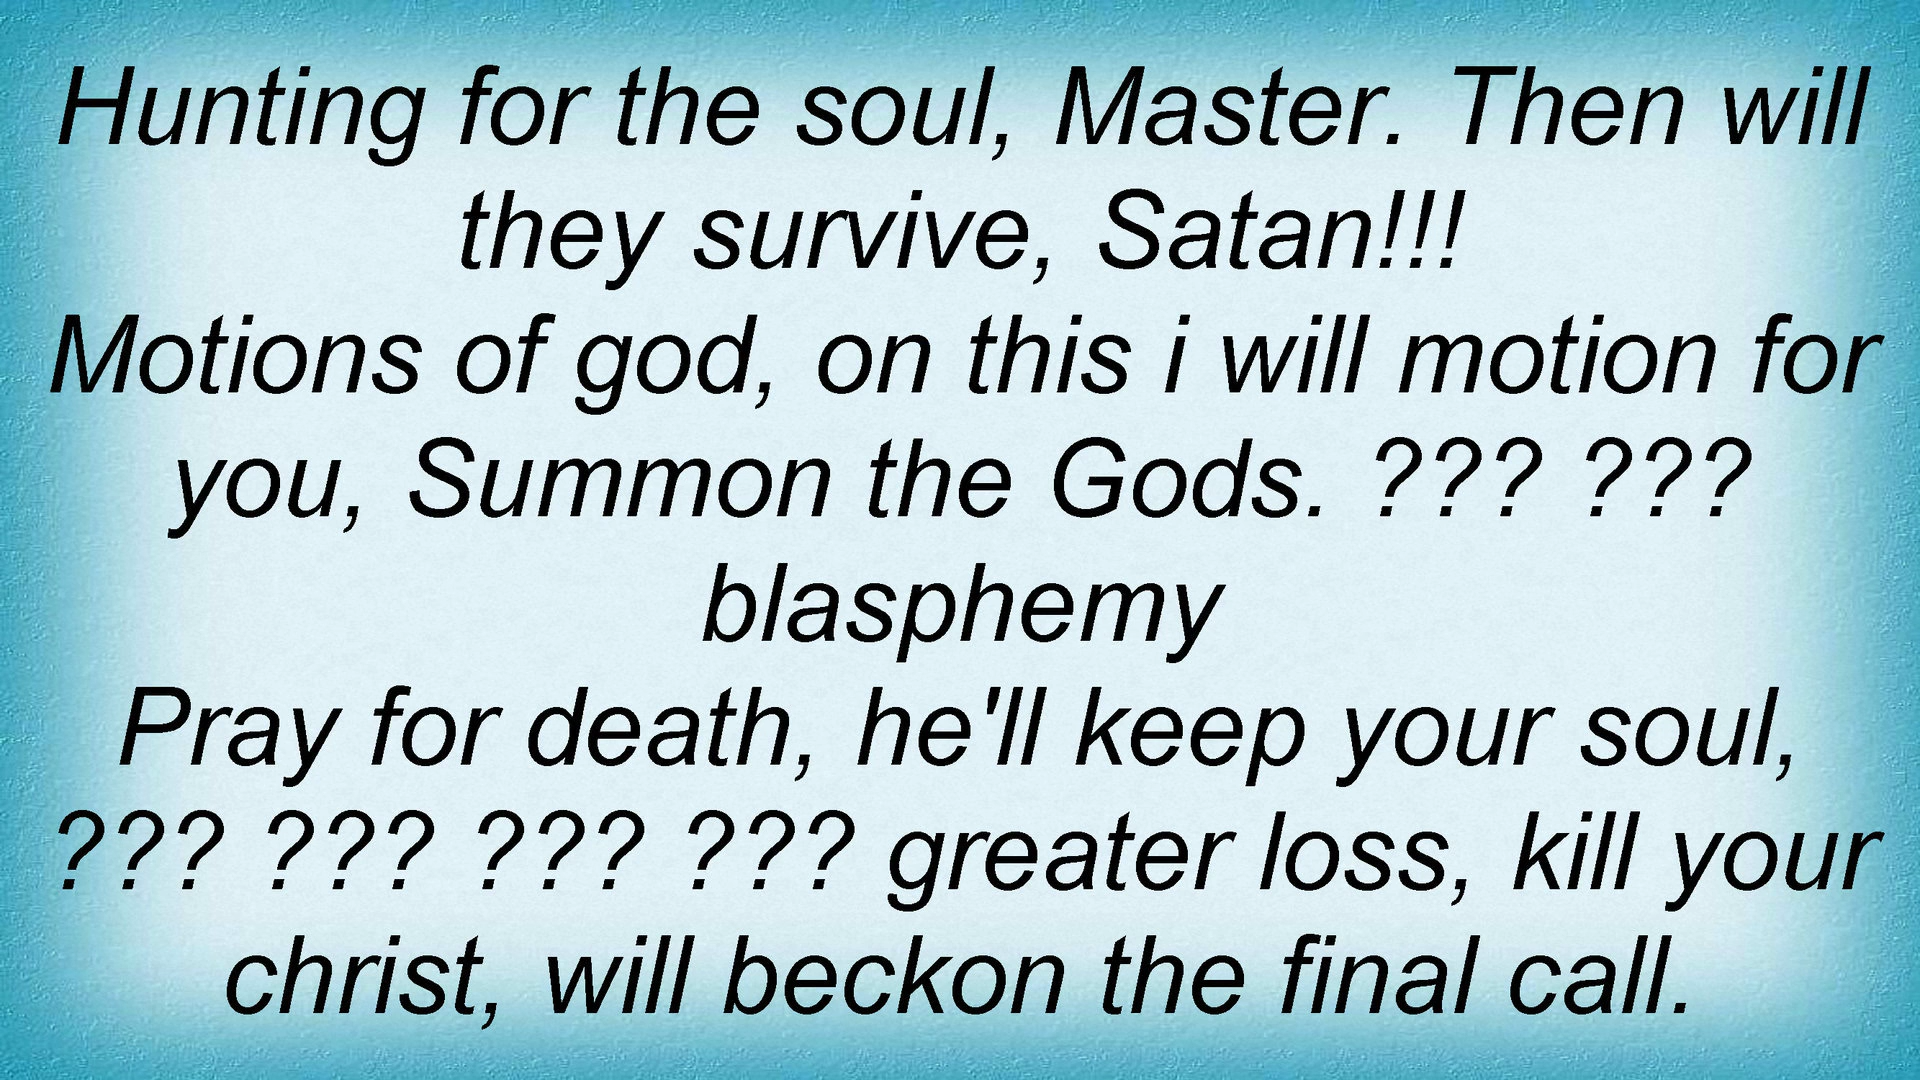 Hunting for the soul, Master. Then will
they survive, Satan!!!
Motions of god, on this i will motion for
you, Summon the Gods. ??? ???
blasphemy
Pray for death, he'll keep your soul,
??? ??? ??? ??? greater loss, kill your
christ, will beckon the final call.